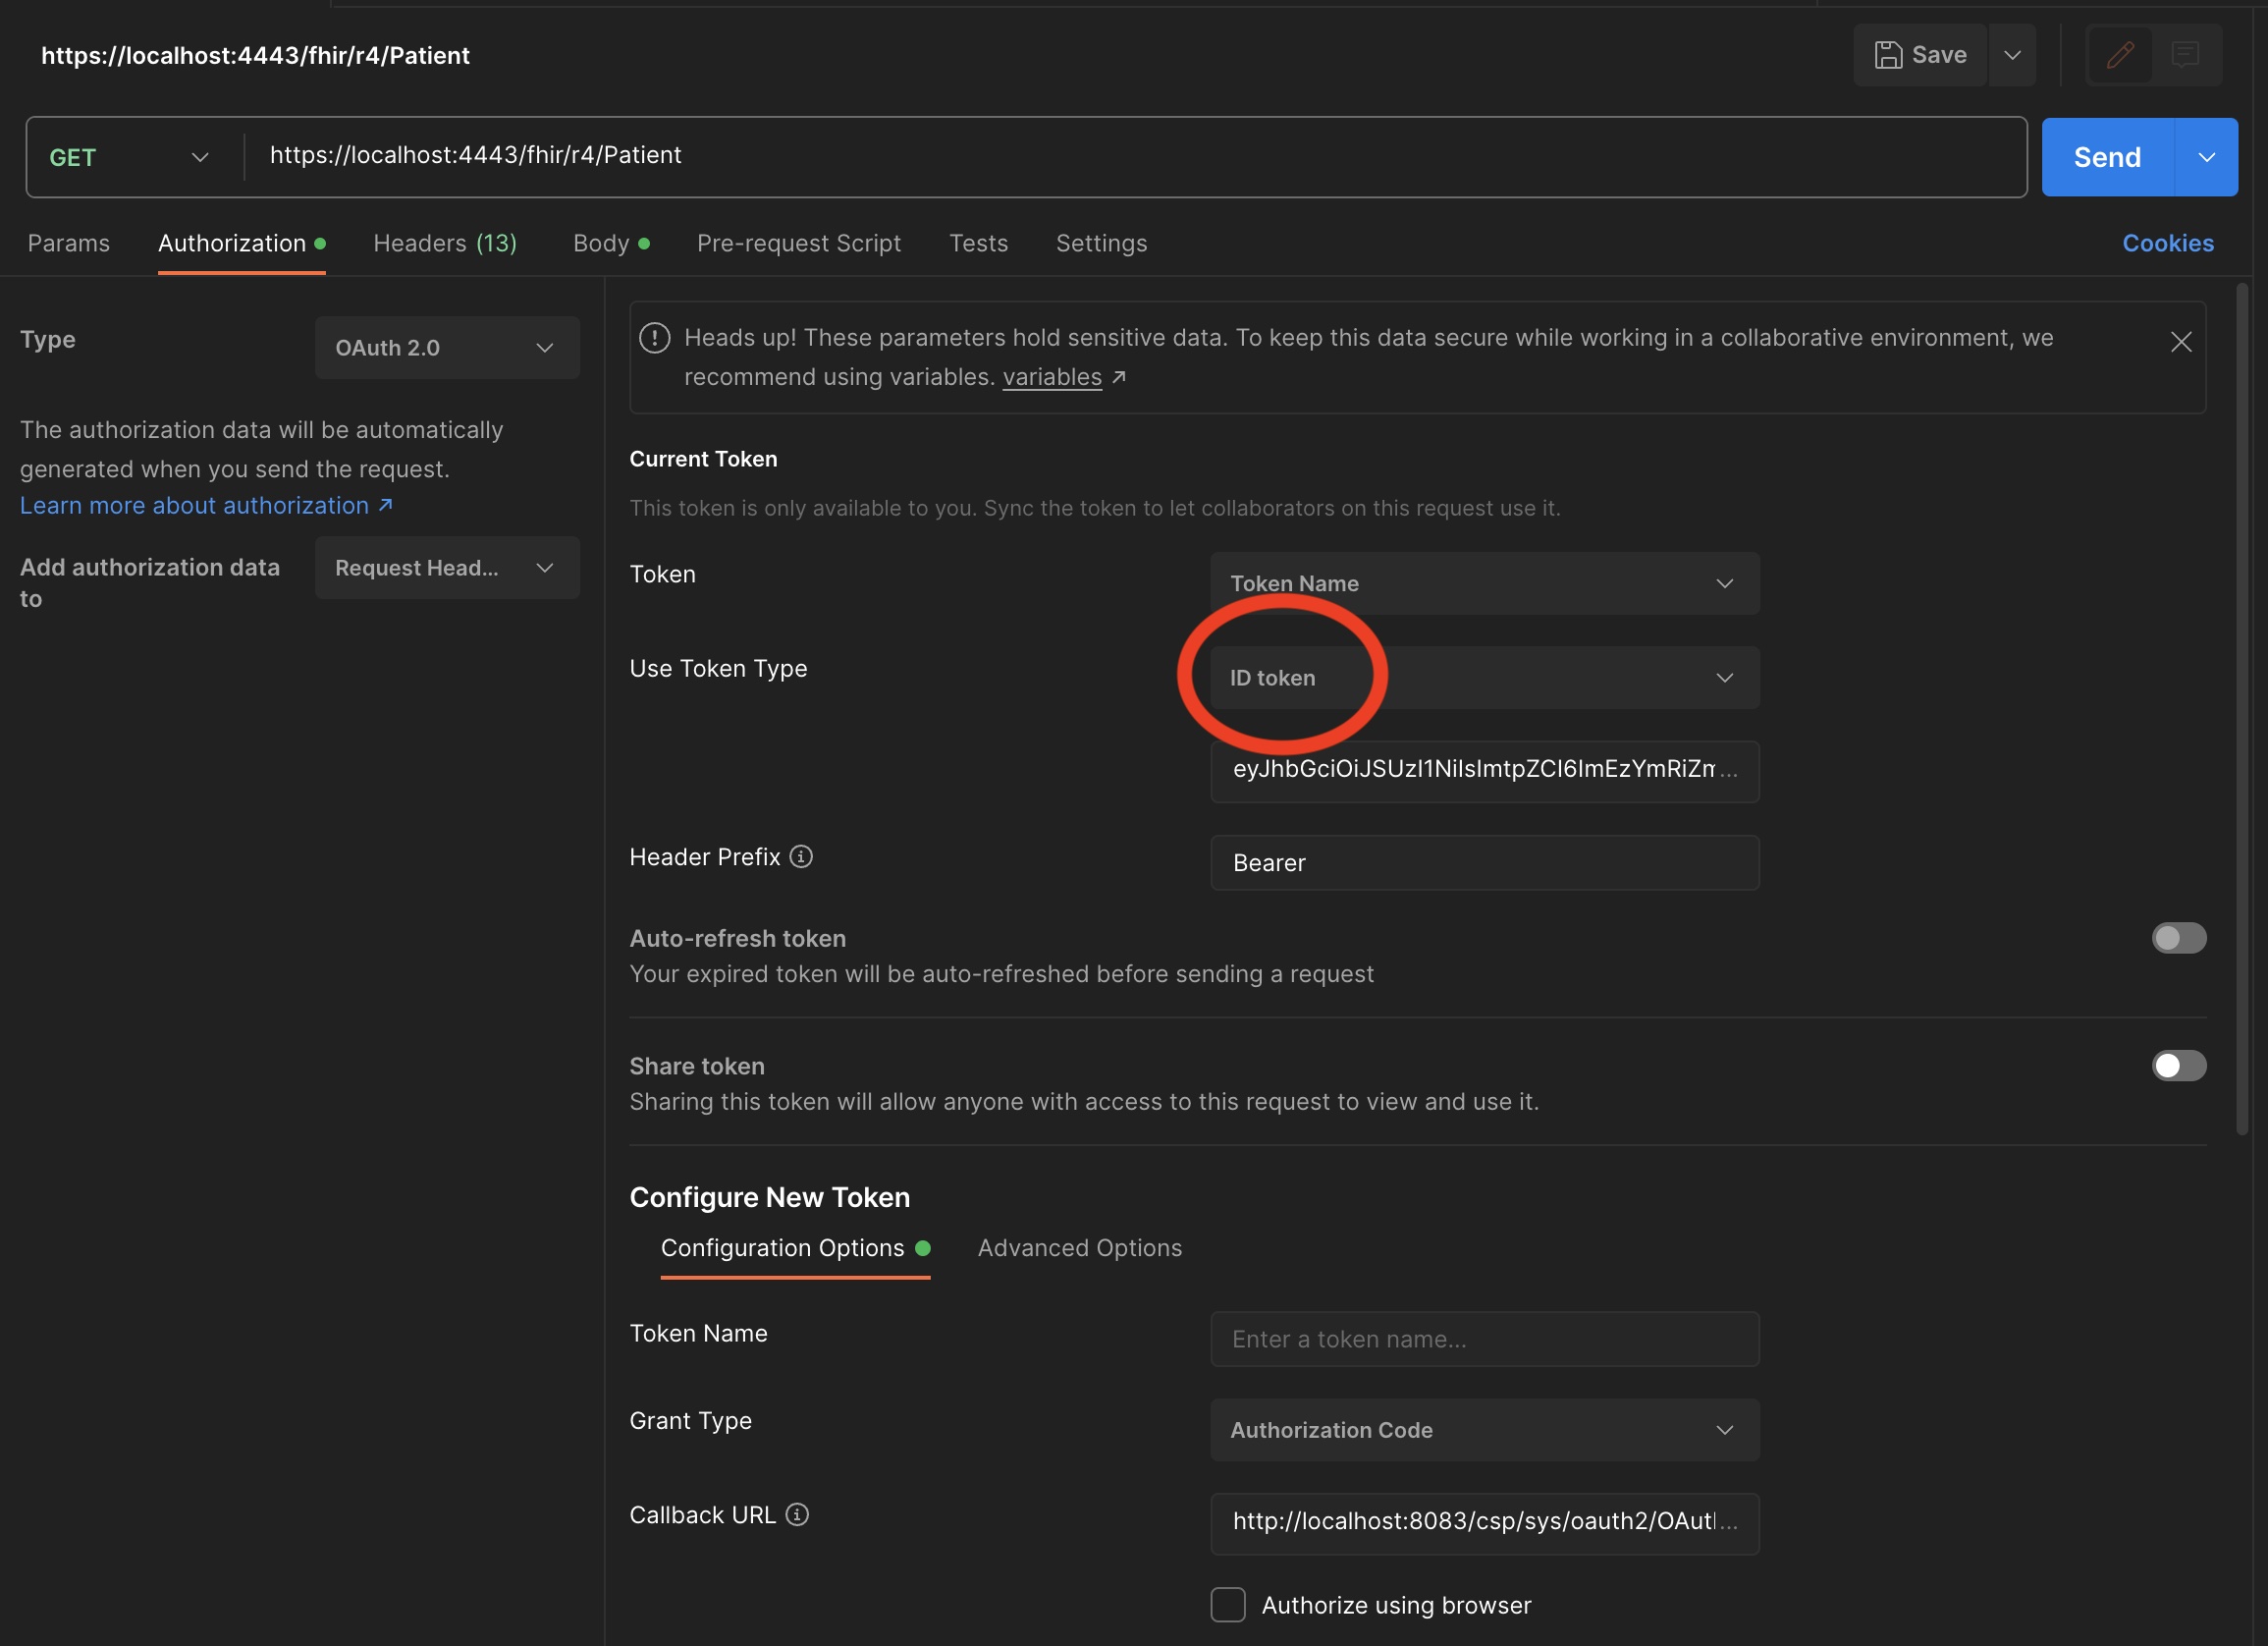 https://localhost:4443/fhir/r4/Patient
Save
GET
https://localhost:4443/fhir/r4/Patient
Send
Params
Authorization
Headers (13)
Body
Pre-request Script
Tests
Settings
Cookies
Type
OAuth 2.0
The authorization data will be automatically
generated when you send the request.
Learn more about authorization ↗
Add authorization data
to
Request Head...
Heads up! These parameters hold sensitive data. To keep this data secure while working in a collaborative environment, we
recommend using variables. variables ↗
Current Token
This token is only available to you. Sync the token to let collaborators on this request use it.
Token
Token Name
Use Token Type
ID token
eyJhbGciOiJSUzI1NiIsImtpZCI6ImEzYmRiZm...
Header Prefix
Bearer
Auto-refresh token
Your expired token will be auto-refreshed before sending a request
Share token
Sharing this token will allow anyone with access to this request to view and use it.
Configure New Token
Configuration Options
Advanced Options
Token Name
Enter a token name...
Grant Type
Authorization Code
Callback URL
http://localhost:8083/csp/sys/oauth2/OAut...
Authorize using browser